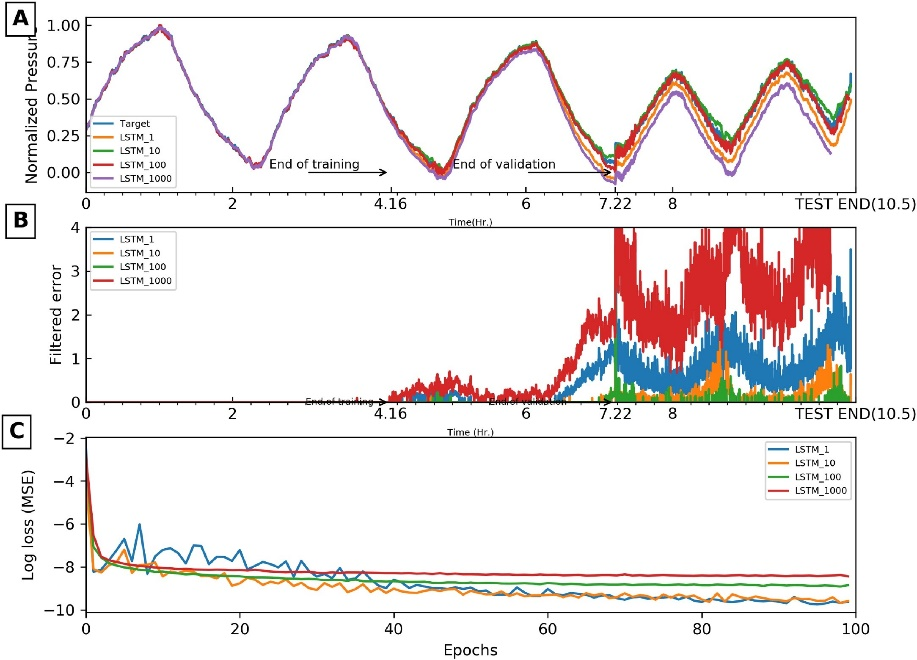 A
Normalized Pressure
1.00
0.75
0.50
0.25
0.00
Target
LSTM_1
LSTM_10
LSTM_100
LSTM_1000
End of training
End of validation
2
4.16
6
7.22
8
TEST END(10.5)
Time(Hr.)
B
Filtered error
4
3
2
1
0
LSTM_1
LSTM_10
LSTM_100
LSTM_1000
End of training
End of validation
0
2
4.16
6
7.22
8
TEST END(10.5)
Time (Hr.)
C
Log loss (MSE)
−2
−4
−6
−8
−10
LSTM_1
LSTM_10
LSTM_100
LSTM_1000
0
20
40
60
80
100
Epochs